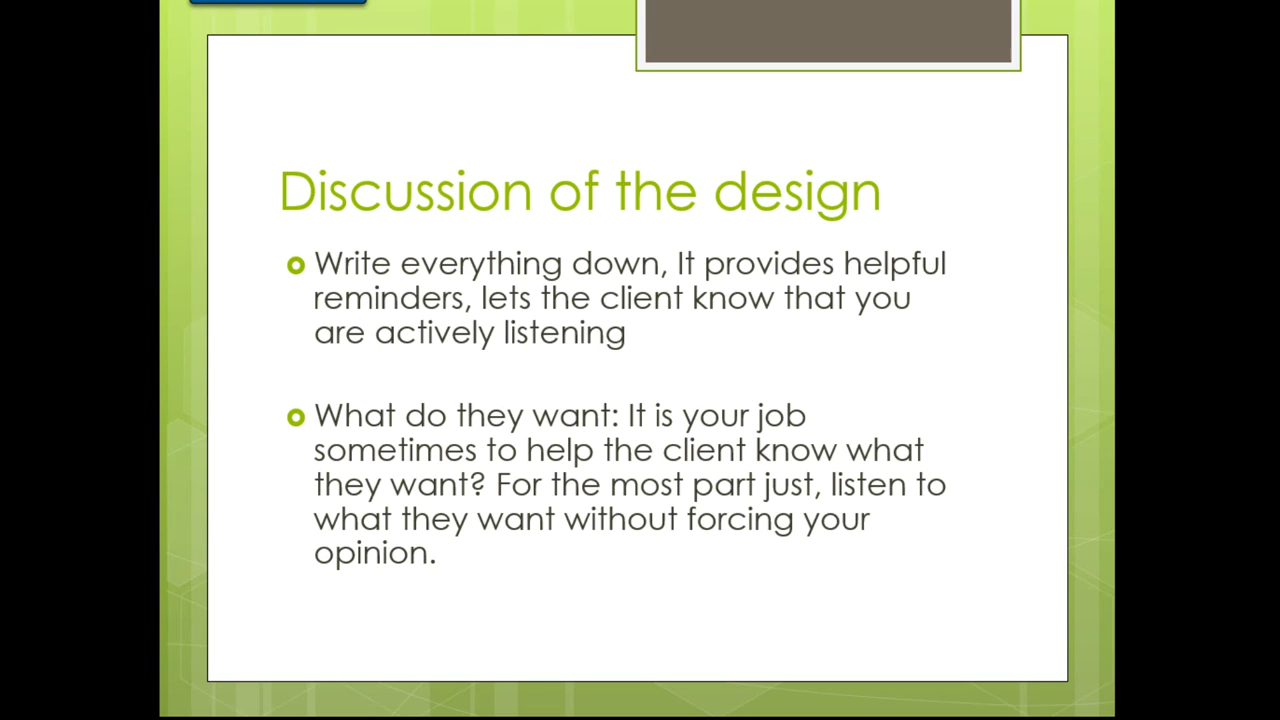 Discussion of the design
Write everything down, It provides helpful
reminders, lets the client know that you
are actively listening
What do they want: It is your job
sometimes to help the client know what
they want? For the most part just, listen to
what they want without forcing your
opinion.